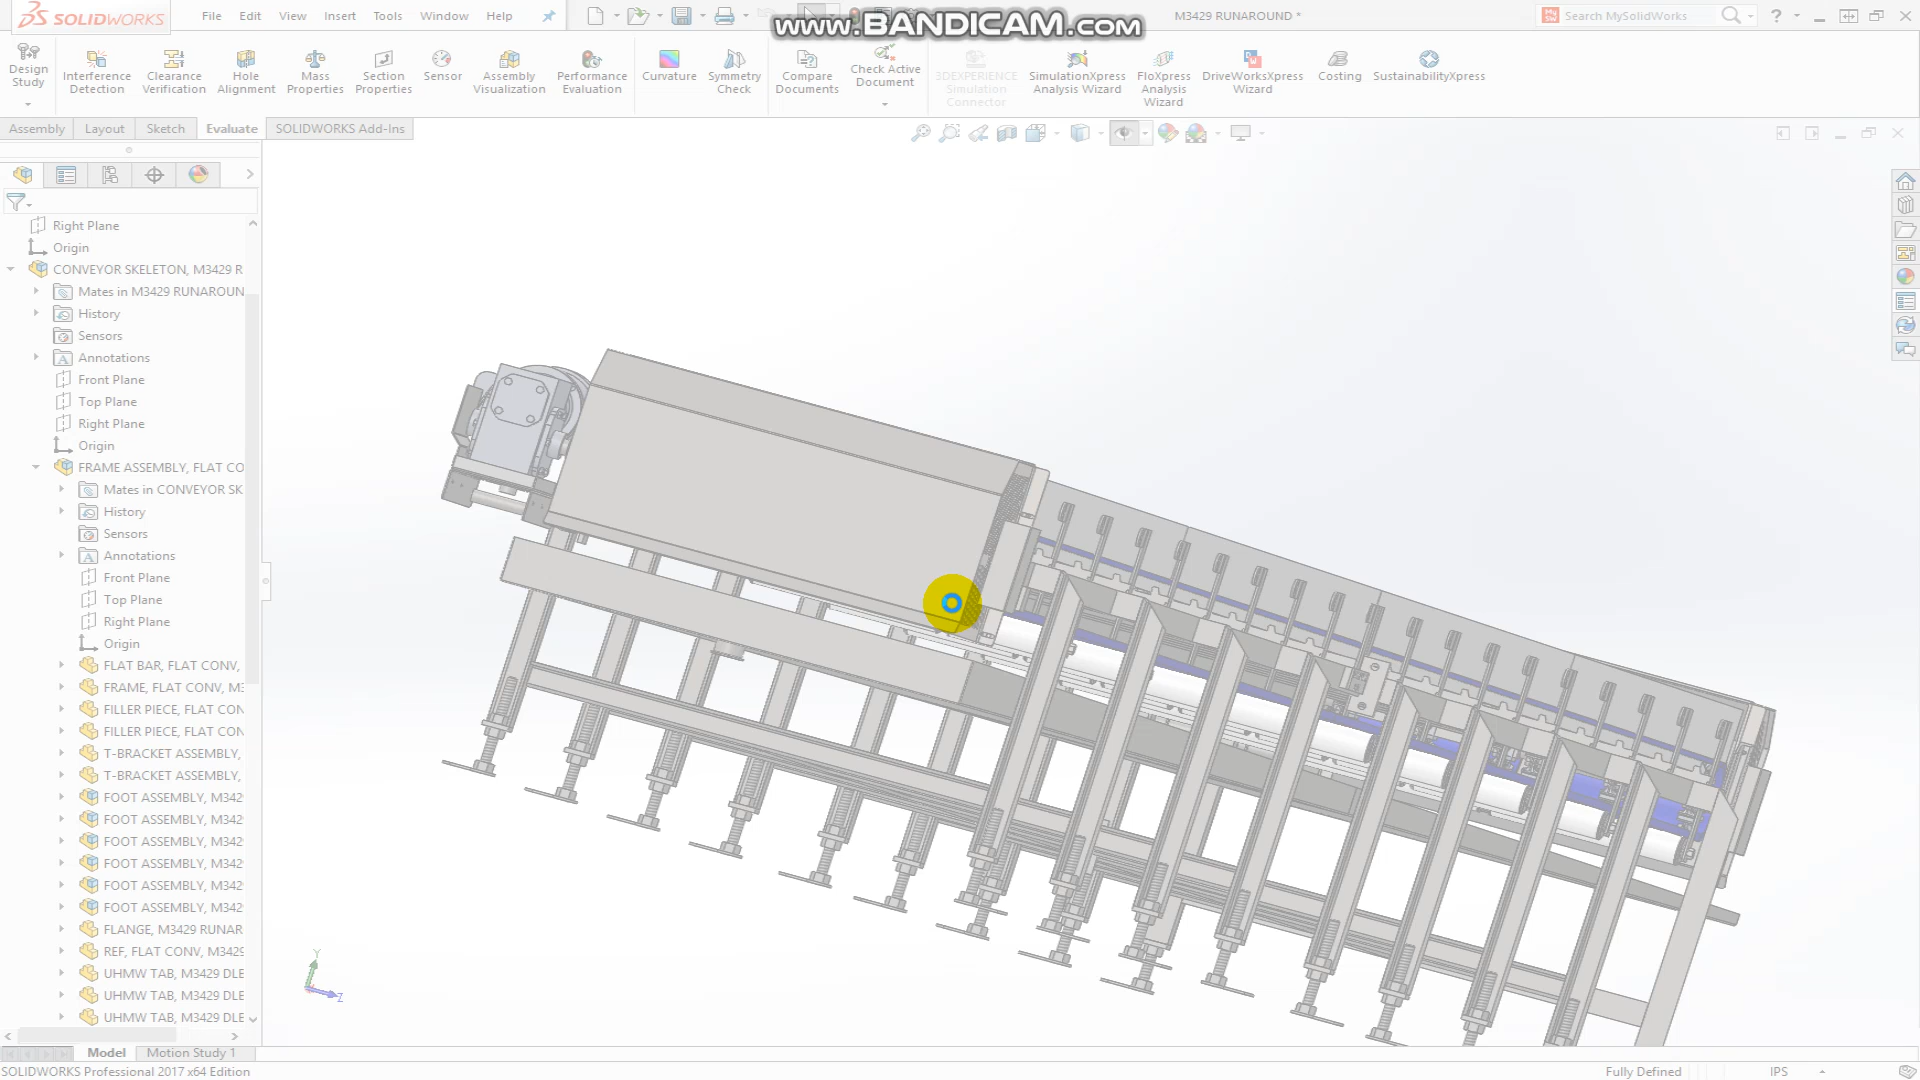 SOLIDWORKS
File Edit View Insert Tools Window Help
M3429 RUNAROUND *
Search MySolidWorks
www.BANDICAM.com
Design Study
Interference Detection
Clearance Verification
Hole Alignment
Mass Properties
Section Properties
Sensor
Assembly Visualization
Performance Evaluation
Curvature
Symmetry Check
Compare Documents
Check Active Document
3DEXPERIENCE Simulation Connector
SimulationXpress Analysis Wizard
FloXpress Analysis Wizard
DriveWorksXpress Wizard
Costing
SustainabilityXpress
Assembly Layout Sketch Evaluate SOLIDWORKS Add-Ins
Right Plane
Origin
CONVEYOR SKELETON, M3429 R
Mates in M3429 RUNAROUN
History
Sensors
Annotations
Front Plane
Top Plane
Right Plane
Origin
FRAME ASSEMBLY, FLAT CO
Mates in CONVEYOR SK
History
Sensors
Annotations
Front Plane
Top Plane
Right Plane
Origin
FLAT BAR, FLAT CONV,
FRAME, FLAT CONV, M3
FILLER PIECE, FLAT CON
FILLER PIECE, FLAT CON
T-BRACKET ASSEMBLY,
T-BRACKET ASSEMBLY,
FOOT ASSEMBLY, M342
FOOT ASSEMBLY, M342
FOOT ASSEMBLY, M342
FOOT ASSEMBLY, M342
FOOT ASSEMBLY, M342
FOOT ASSEMBLY, M342
FLANGE, M3429 RUNAR
REF, FLAT CONV, M3429
UHMW TAB, M3429 DLE
UHMW TAB, M3429 DLE
UHMW TAB, M3429 DLE
Y
Z
Model Motion Study 1
SOLIDWORKS Professional 2017 x64 Edition
Fully Defined
IPS